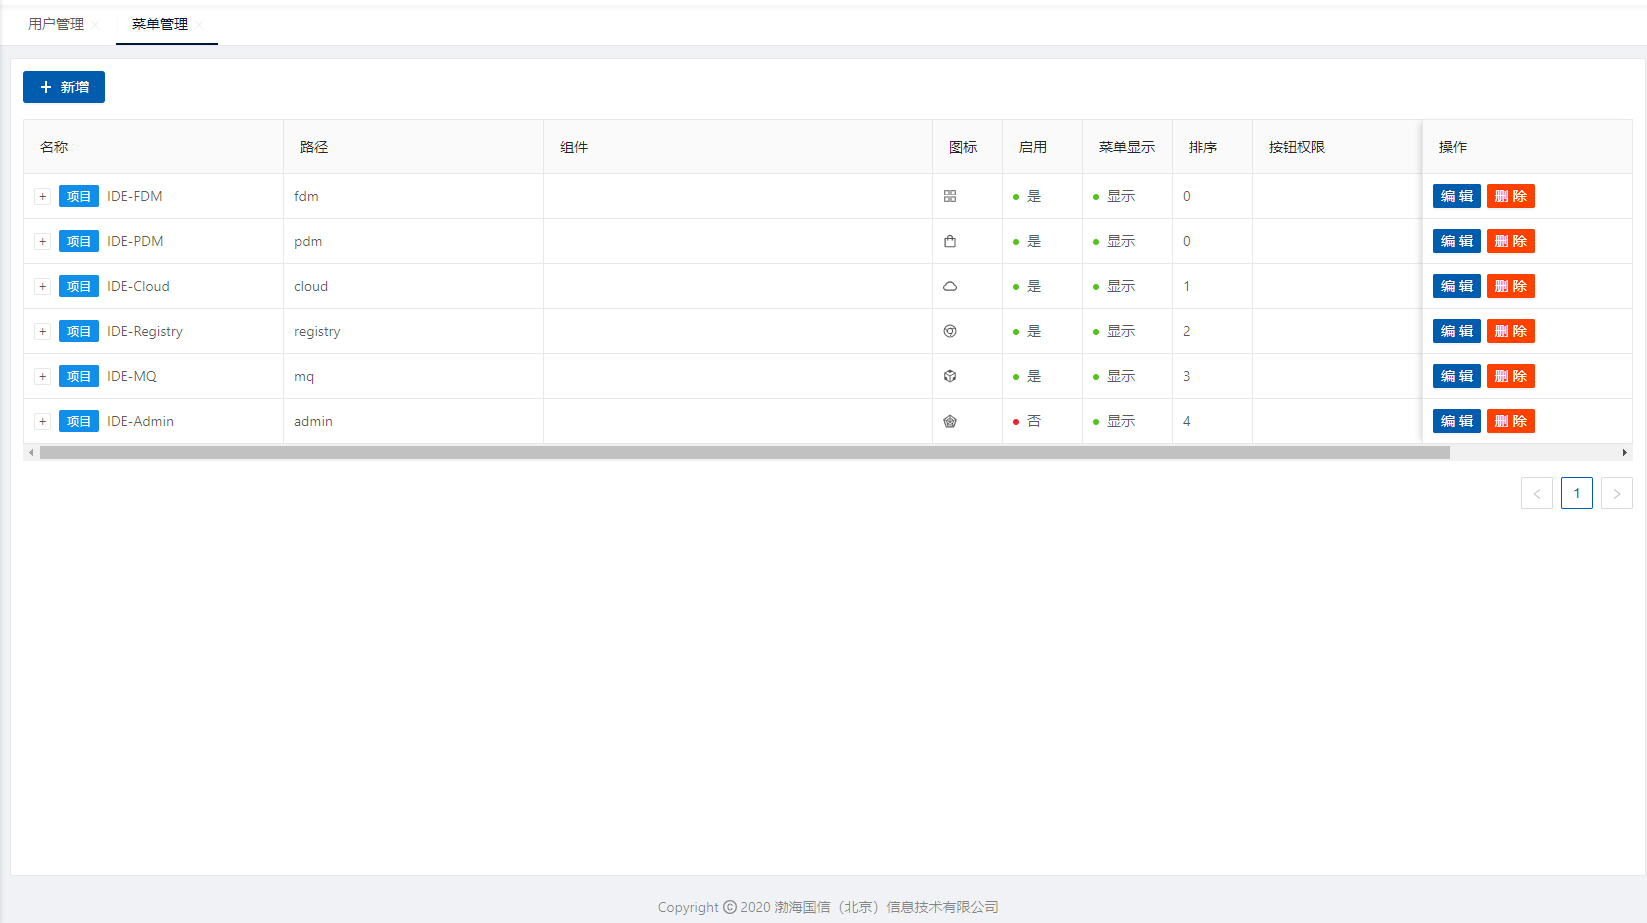 用户管理 菜单管理
新增
名称 路径 组件 图标 启用 菜单显示 排序 按钮权限 操作
项目 IDE-FDM fdm 是 显示 0 编 辑 删 除
项目 IDE-PDM pdm 是 显示 0 编 辑 删 除
项目 IDE-Cloud cloud 是 显示 1 编 辑 删 除
项目 IDE-Registry registry 是 显示 2 编 辑 删 除
项目 IDE-MQ mq 是 显示 3 编 辑 删 除
项目 IDE-Admin admin 否 显示 4 编 辑 删 除
1
Copyright © 2020 渤海国信（北京）信息技术有限公司